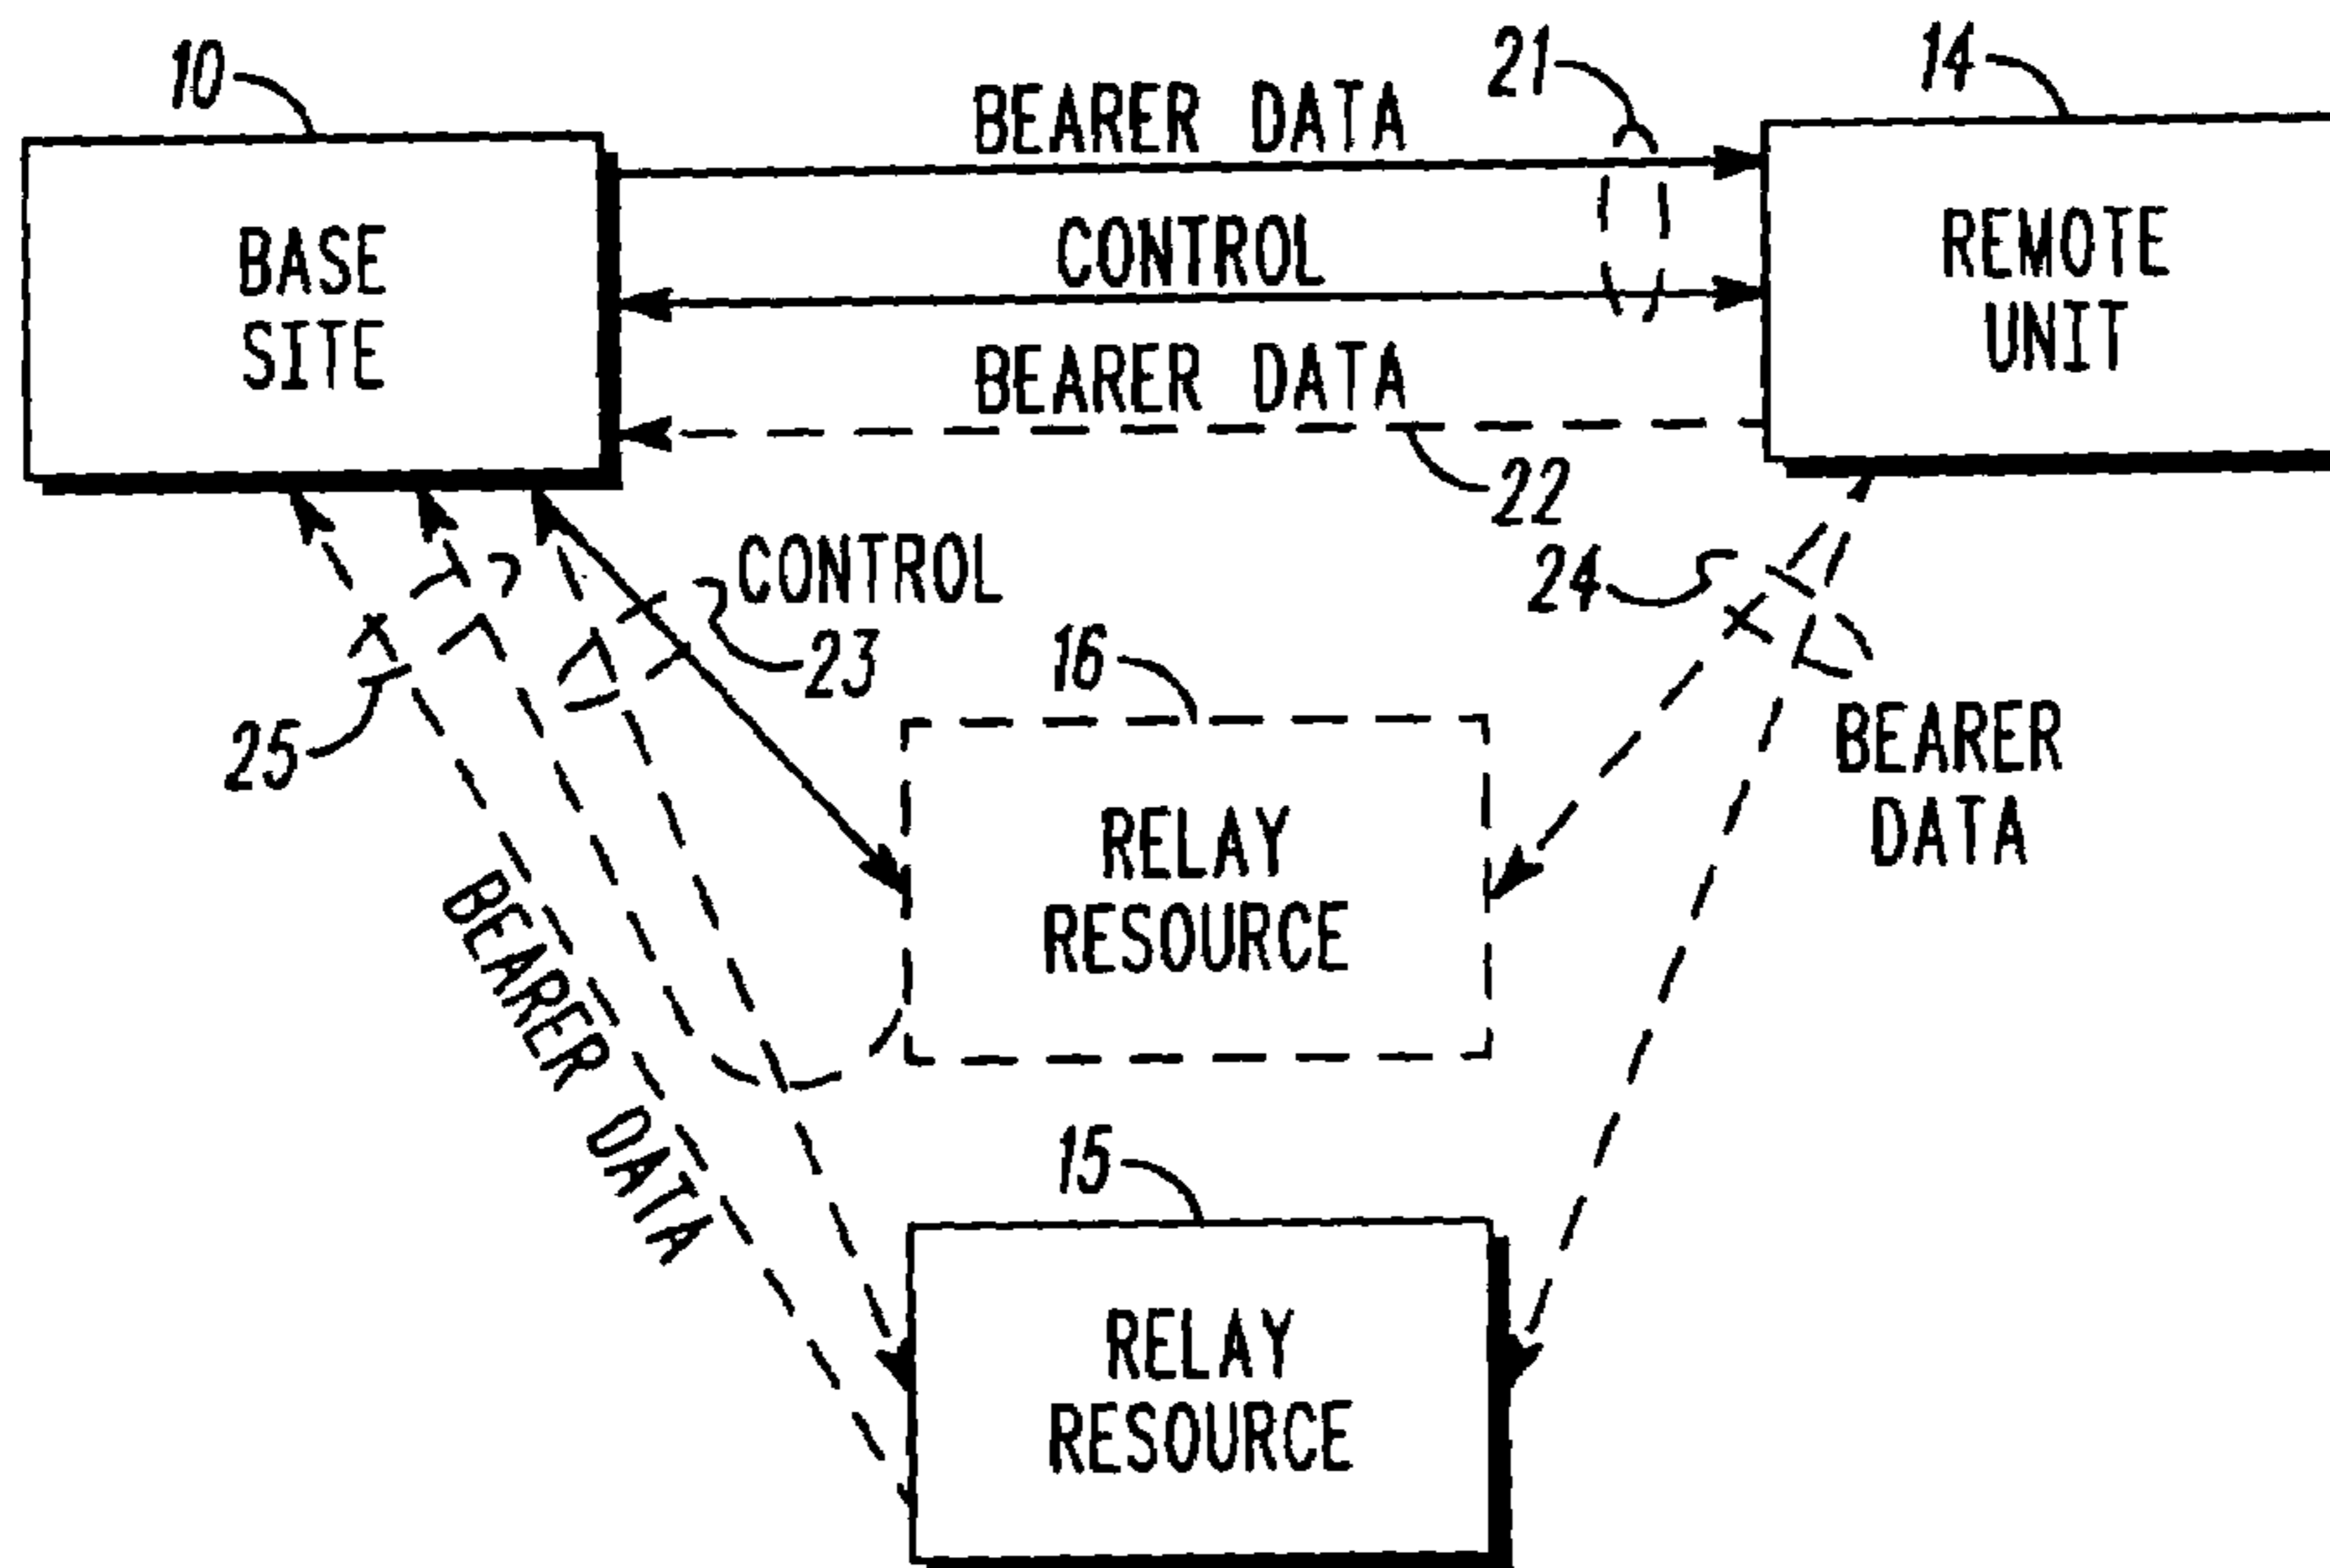 10
BEARER DATA
21
14
BASE
SITE
CONTROL
REMOTE
UNIT
BEARER DATA
22
CONTROL
23
24
16
25
BEARER
DATA
RELAY
RESOURCE
BEARER DATA
15
RELAY
RESOURCE